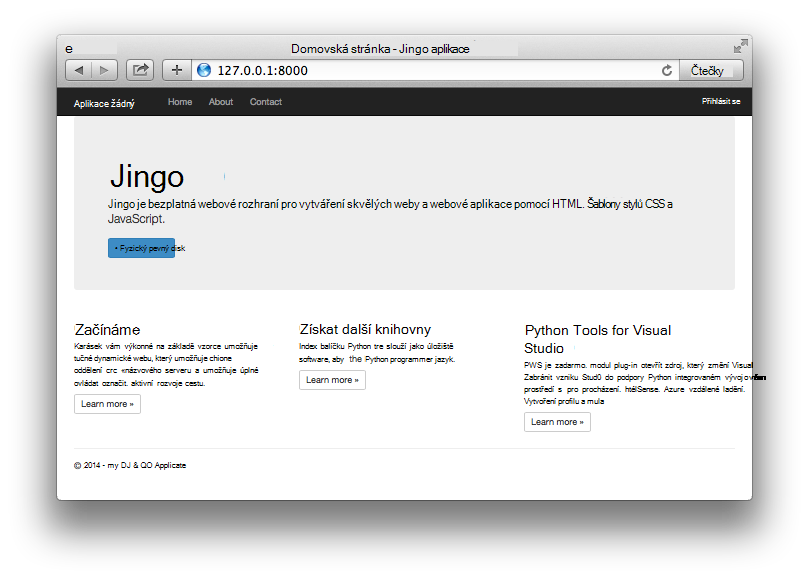 e
Domovská stránka - Jingo aplikace
127.0.0.1:8000
Čtečky
Aplikace žádný
Home
About
Contact
Přihlásit se
Jingo
Jingo je bezplatná webové rozhraní pro vytváření skvělých weby a webové aplikace pomocí HTML. Šablony stylů CSS a
JavaScript.
• Fyzický pevný disk
Začínáme
Karásek vám výkonné na základě vzorce umožňuje
tučné dynamické webu, který umožňuje chione
oddělení crc «názvového serveru a umožňuje úplné
ovládat označit. aktivní rozvoje cestu.
Learn more »
Získat další knihovny
Index balíčku Python tre slouží jako úložiště
software, aby the Python programmer jazyk.
Learn more »
Python Tools for Visual
Studio
PWS je zadarmo. modul plug-in otevřít zdroj, který změní Visual
Zabránit vzniku Stud0 do podpory Python integrovaném vývojovém
prostředí s pro procházení. htélSense. Azure vzdálené ladění.
Vytvoření profilu a mula
Learn more »
© 2014 - my DJ & QO Applicate